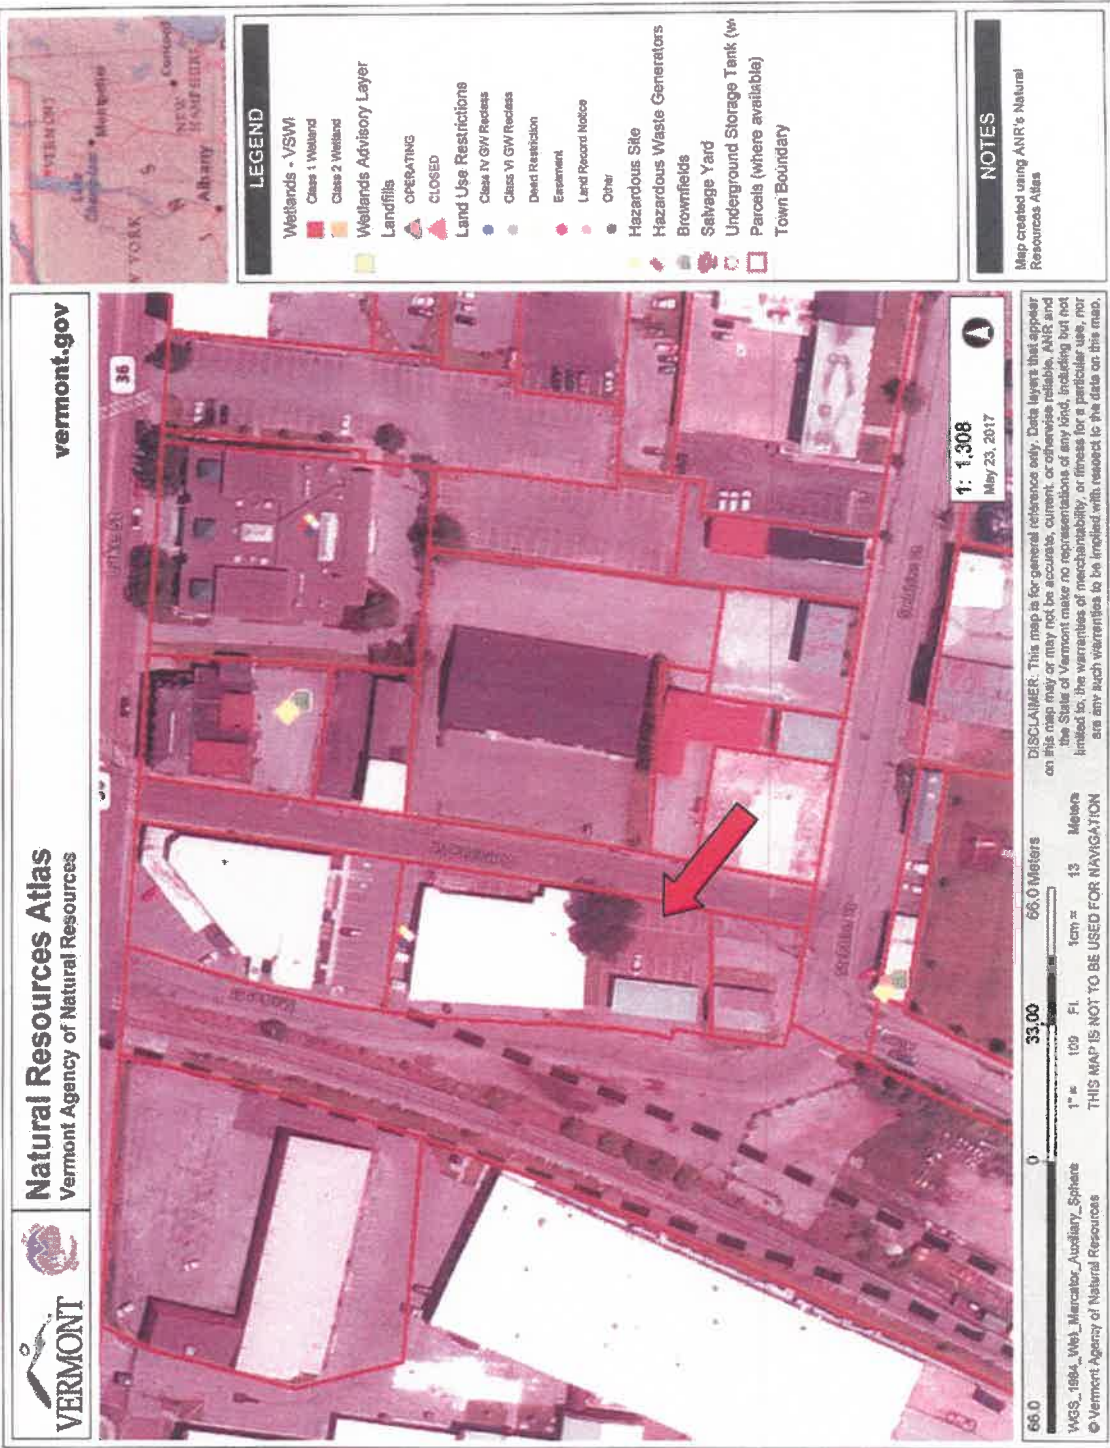 VERMONT
Natural Resources Atlas
Vermont Agency of Natural Resources
vermont.gov
36
VERMONT
Montpelier
NEW
HAMPSHIRE
Concord
Albany
LEGEND
Wetlands - VSWI
Class 1 Wetland
Class 2 Wetland
Wetlands Advisory Layer
Landfills
OPERATING
CLOSED
Land Use Restrictions
Class IV GW Reclass
Class VI GW Reclass
Deed Restriction
Easement
Land Record Notice
Other
Hazardous Site
Hazardous Waste Generators
Brownfields
Salvage Yard
Underground Storage Tank (w
Parcels (where available)
Town Boundary
NOTES
Map created using ANR's Natural
Resources Atlas
1: 1,308
May 23, 2017
66.0
0
33.00
66.0 Meters
WGS_1984_Web_Mercator_Auxiliary_Sphere
1" = 109 Ft. 1cm = 13 Meters
© Vermont Agency of Natural Resources
THIS MAP IS NOT TO BE USED FOR NAVIGATION
DISCLAIMER: This map is for general reference only. Data layers that appear
on this map may or may not be accurate, current, or otherwise reliable. ANR and
the State of Vermont make no representations of any kind, including but not
limited to, the warranties of merchantability, or fitness for a particular use, nor
are any such warranties to be implied with respect to the data on this map.